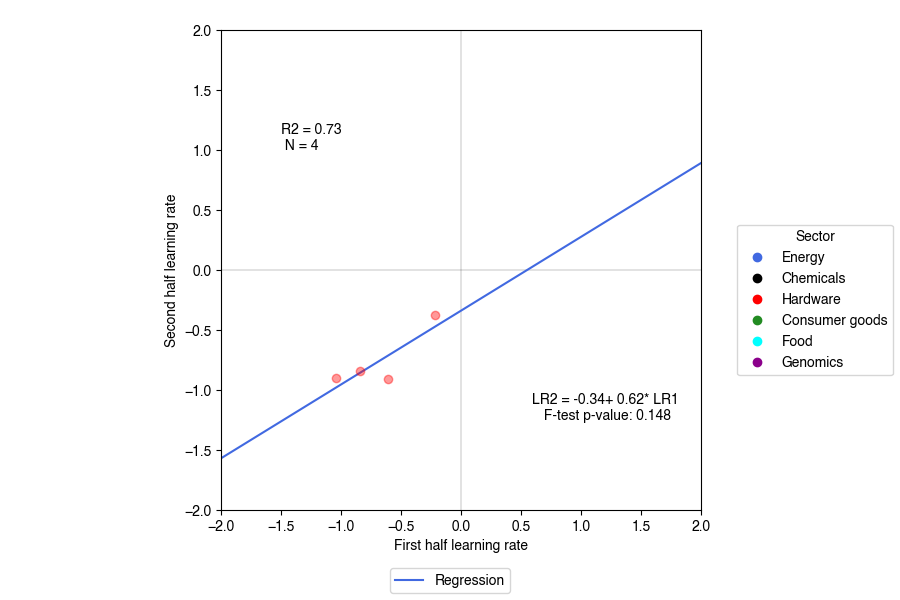 2.0
1.5
1.0
0.5
0.0
−0.5
−1.0
−1.5
−2.0
Second half learning rate
R2 = 0.73
N = 4
LR2 = -0.34+ 0.62* LR1
F-test p-value: 0.148
−2.0 −1.5 −1.0 −0.5 0.0 0.5 1.0 1.5 2.0
First half learning rate
Regression
Sector
Energy
Chemicals
Hardware
Consumer goods
Food
Genomics